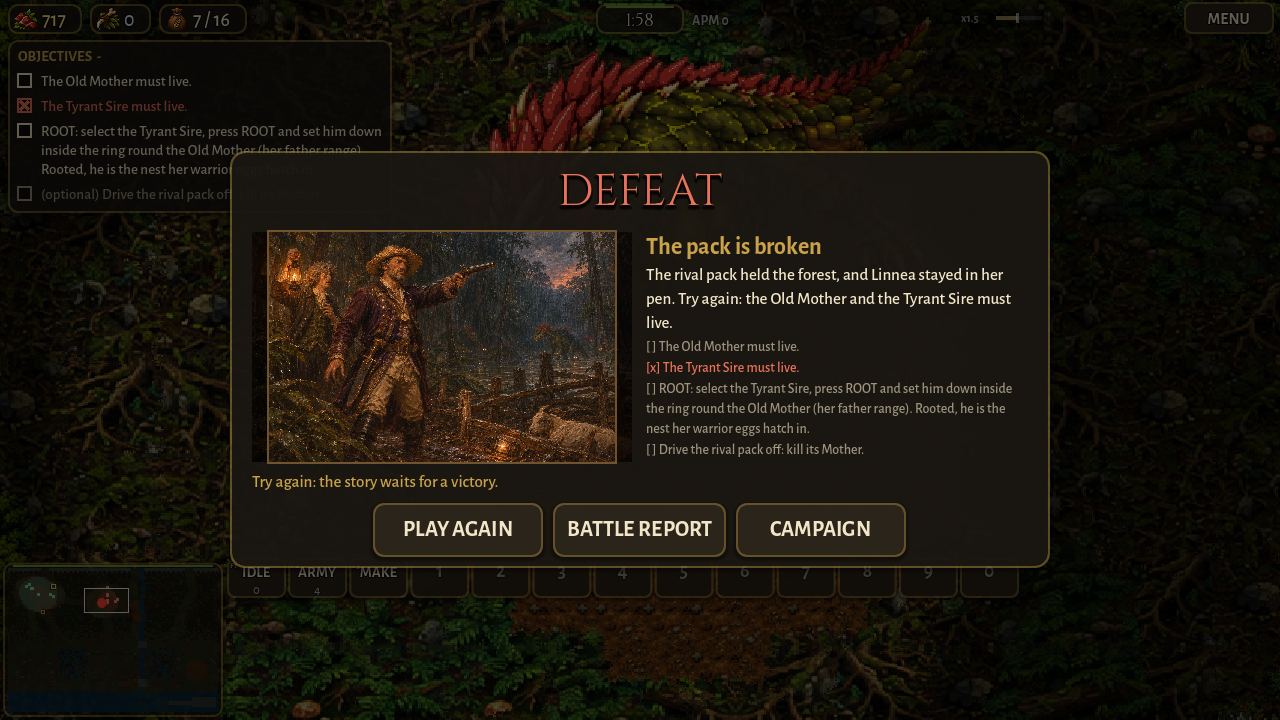 717
0
7 / 16
1:58
APM 0
x1.5
MENU
OBJECTIVES -
The Old Mother must live.
The Tyrant Sire must live.
ROOT: select the Tyrant Sire, press ROOT and set him down
inside the ring round the Old Mother (her father range).
Rooted, he is the nest her warrior eggs hatch in.
(optional) Drive the rival pack off:
DEFEAT
The pack is broken
The rival pack held the forest, and Linnea stayed in her
pen. Try again: the Old Mother and the Tyrant Sire must
live.
[ ] The Old Mother must live.
[x] The Tyrant Sire must live.
[ ] ROOT: select the Tyrant Sire, press ROOT and set him down inside
the ring round the Old Mother (her father range). Rooted, he is the
nest her warrior eggs hatch in.
[ ] Drive the rival pack off: kill its Mother.
Try again: the story waits for a victory.
PLAY AGAIN
BATTLE REPORT
CAMPAIGN
IDLE
0
ARMY
4
MAKE
1
2
3
4
5
6
7
8
9
0